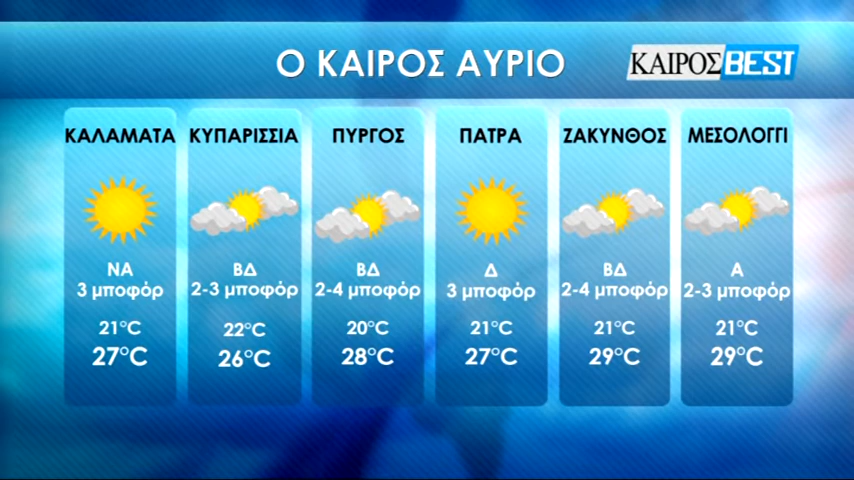 Ο ΚΑΙΡΟΣ ΑΥΡΙΟ
ΚΑΙΡΟΣ BEST
ΚΑΛΑΜΑΤΑ
ΝΑ
3 μποφόρ
21°C
27°C
ΚΥΠΑΡΙΣΣΙΑ
ΒΔ
2-3 μποφόρ
22°C
26°C
ΠΥΡΓΟΣ
ΒΔ
2-4 μποφόρ
20°C
28°C
ΠΑΤΡΑ
Δ
3 μποφόρ
21°C
27°C
ΖΑΚΥΝΘΟΣ
ΒΔ
2-4 μποφόρ
21°C
29°C
ΜΕΣΟΛΟΓΓΙ
Α
2-3 μποφόρ
21°C
29°C